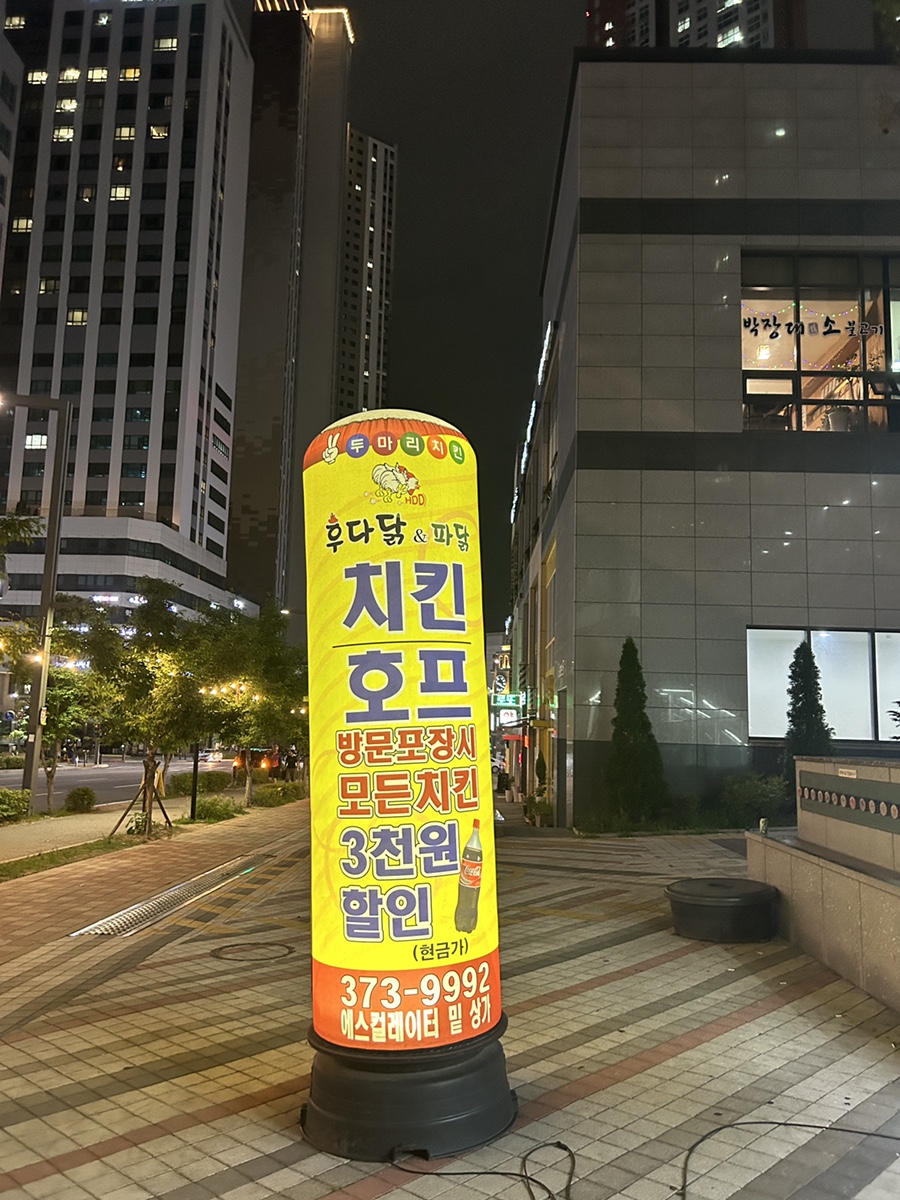 두마리치킨
HDD
후다닭 & 파닭
치킨
호프
방문포장시
모든치킨
3천원
할인
Coca-Cola
(현금가)
373-9992
에스컬레이터 밑 상가
박장대소 불고기